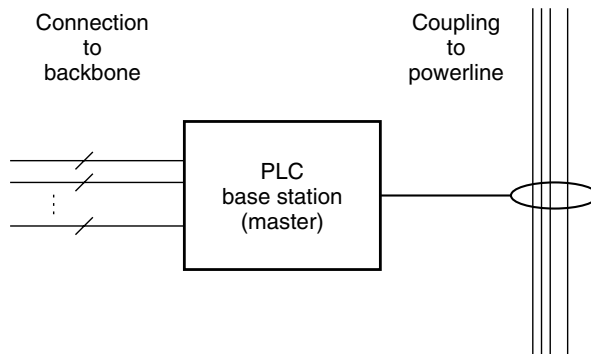 Connection
to
backbone
Coupling
to
powerline
PLC
base station
(master)